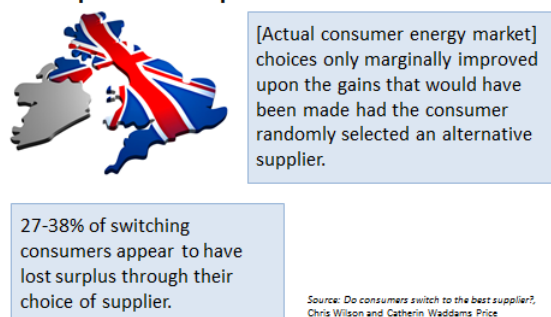 [Actual consumer energy market]
choices only marginally improved
upon the gains that would have
been made had the consumer
randomly selected an alternative
supplier.
27-38% of switching
consumers appear to have
lost surplus through their
choice of supplier.
Source: Do consumers switch to the best supplier?,
Chris Wilson and Catherin Waddams Price